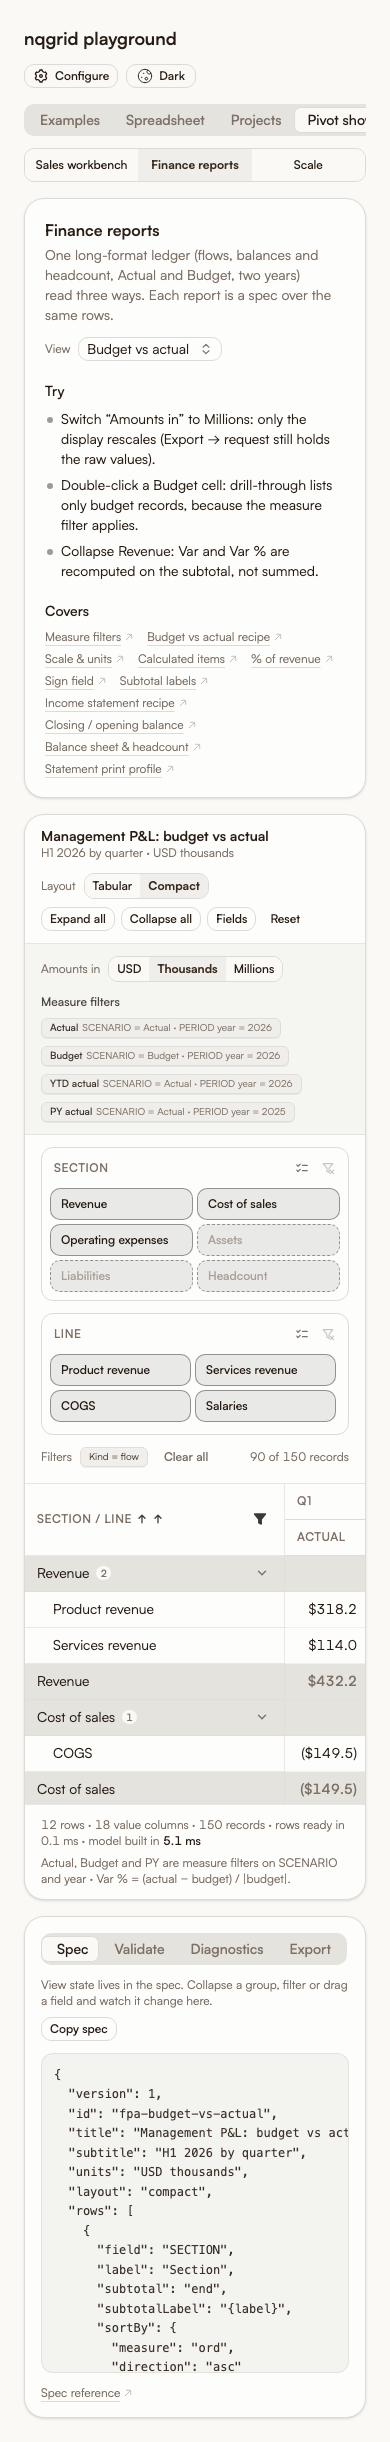 nqgrid playground
Configure Dark
Examples Spreadsheet Projects Pivot show
Sales workbench Finance reports Scale
Finance reports
One long-format ledger (flows, balances and
headcount, Actual and Budget, two years)
read three ways. Each report is a spec over the
same rows.
View Budget vs actual
Try
Switch “Amounts in” to Millions: only the
display rescales (Export → request still holds
the raw values).
Double-click a Budget cell: drill-through lists
only budget records, because the measure
filter applies.
Collapse Revenue: Var and Var % are
recomputed on the subtotal, not summed.
Covers
Measure filters ↗ Budget vs actual recipe ↗
Scale & units ↗ Calculated items ↗ % of revenue ↗
Sign field ↗ Subtotal labels ↗
Income statement recipe ↗
Closing / opening balance ↗
Balance sheet & headcount ↗
Statement print profile ↗
Management P&L: budget vs actual
H1 2026 by quarter · USD thousands
Layout Tabular Compact
Expand all Collapse all Fields Reset
Amounts in USD Thousands Millions
Measure filters
Actual SCENARIO = Actual · PERIOD year = 2026
Budget SCENARIO = Budget · PERIOD year = 2026
YTD actual SCENARIO = Actual · PERIOD year = 2026
PY actual SCENARIO = Actual · PERIOD year = 2025
SECTION
Revenue Cost of sales
Operating expenses Assets
Liabilities Headcount
LINE
Product revenue Services revenue
COGS Salaries
Filters Kind = flow Clear all 90 of 150 records
Q1
SECTION / LINE ↑ ↑
ACTUAL
Revenue 2
Product revenue $318.2
Services revenue $114.0
Revenue $432.2
Cost of sales 1
COGS ($149.5)
Cost of sales ($149.5)
12 rows · 18 value columns · 150 records · rows ready in
0.1 ms · model built in 5.1 ms
Actual, Budget and PY are measure filters on SCENARIO
and year · Var % = (actual − budget) / |budget|.
Spec Validate Diagnostics Export
View state lives in the spec. Collapse a group, filter or drag
a field and watch it change here.
Copy spec
{
"version": 1,
"id": "fpa-budget-vs-actual",
"title": "Management P&L: budget vs act
"subtitle": "H1 2026 by quarter",
"units": "USD thousands",
"layout": "compact",
"rows": [
{
"field": "SECTION",
"label": "Section",
"subtotal": "end",
"subtotalLabel": "{label}",
"sortBy": {
"measure": "ord",
"direction": "asc"
Spec reference ↗